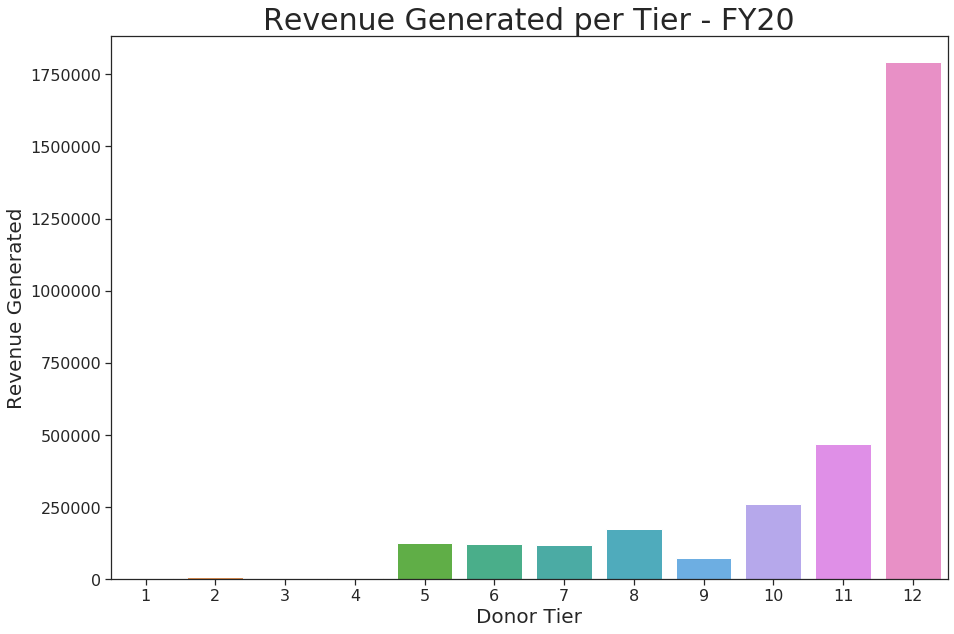 Revenue Generated per Tier - FY20
Revenue Generated
1750000
1500000
1250000
1000000
750000
500000
250000
0
1 2 3 4 5 6 7 8 9 10 11 12
Donor Tier